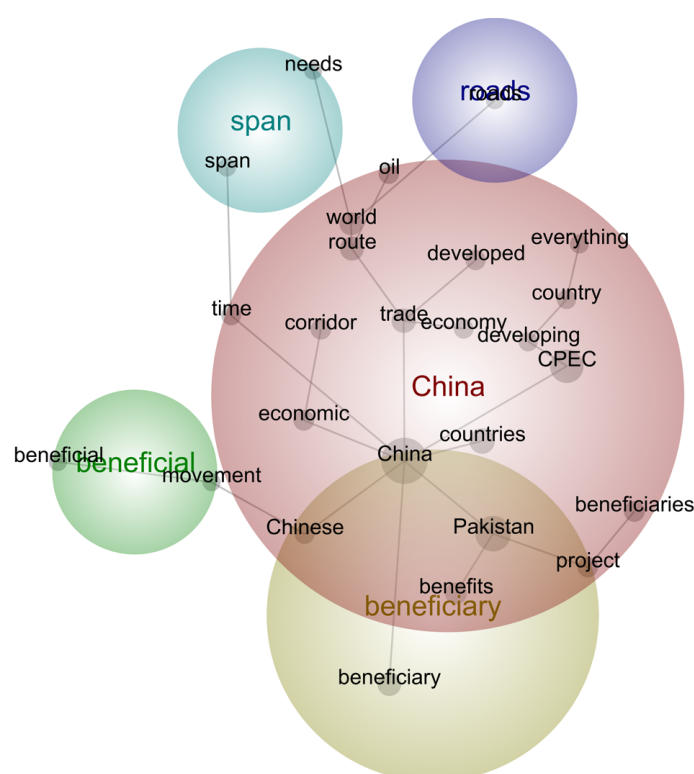 needs
roads
roads
span
span
oil
world
route
everything
developed
country
time
corridor
trade
economy
developing
CPEC
China
economic
countries
China
beneficial
beneficial
movement
beneficiaries
Chinese
Pakistan
project
benefits
beneficiary
beneficiary